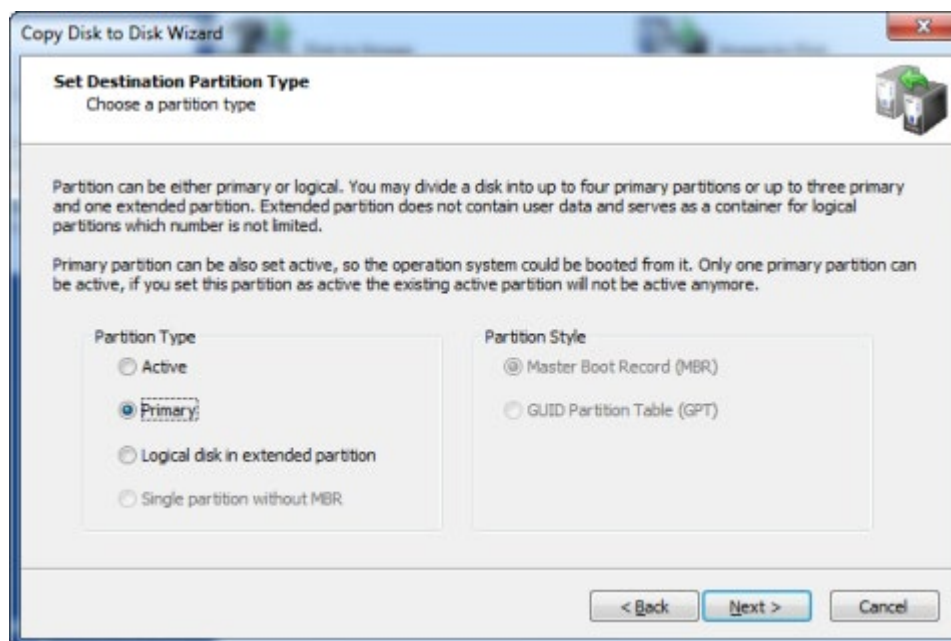 Copy Disk to Disk Wizard
Set Destination Partition Type
Choose a partition type
Partition can be either primary or logical. You may divide a disk into up to four primary partitions or up to three primary
and one extended partition. Extended partition does not contain user data and serves as a container for logical
partitions which number is not limited.
Primary partition can be also set active, so the operation system could be booted from it. Only one primary partition can
be active, if you set this partition as active the existing active partition will not be active anymore.
Partition Type
Active
Primary
Logical disk in extended partition
Single partition without MBR
Partition Style
Master Boot Record (MBR)
GUID Partition Table (GPT)
< Back
Next >
Cancel